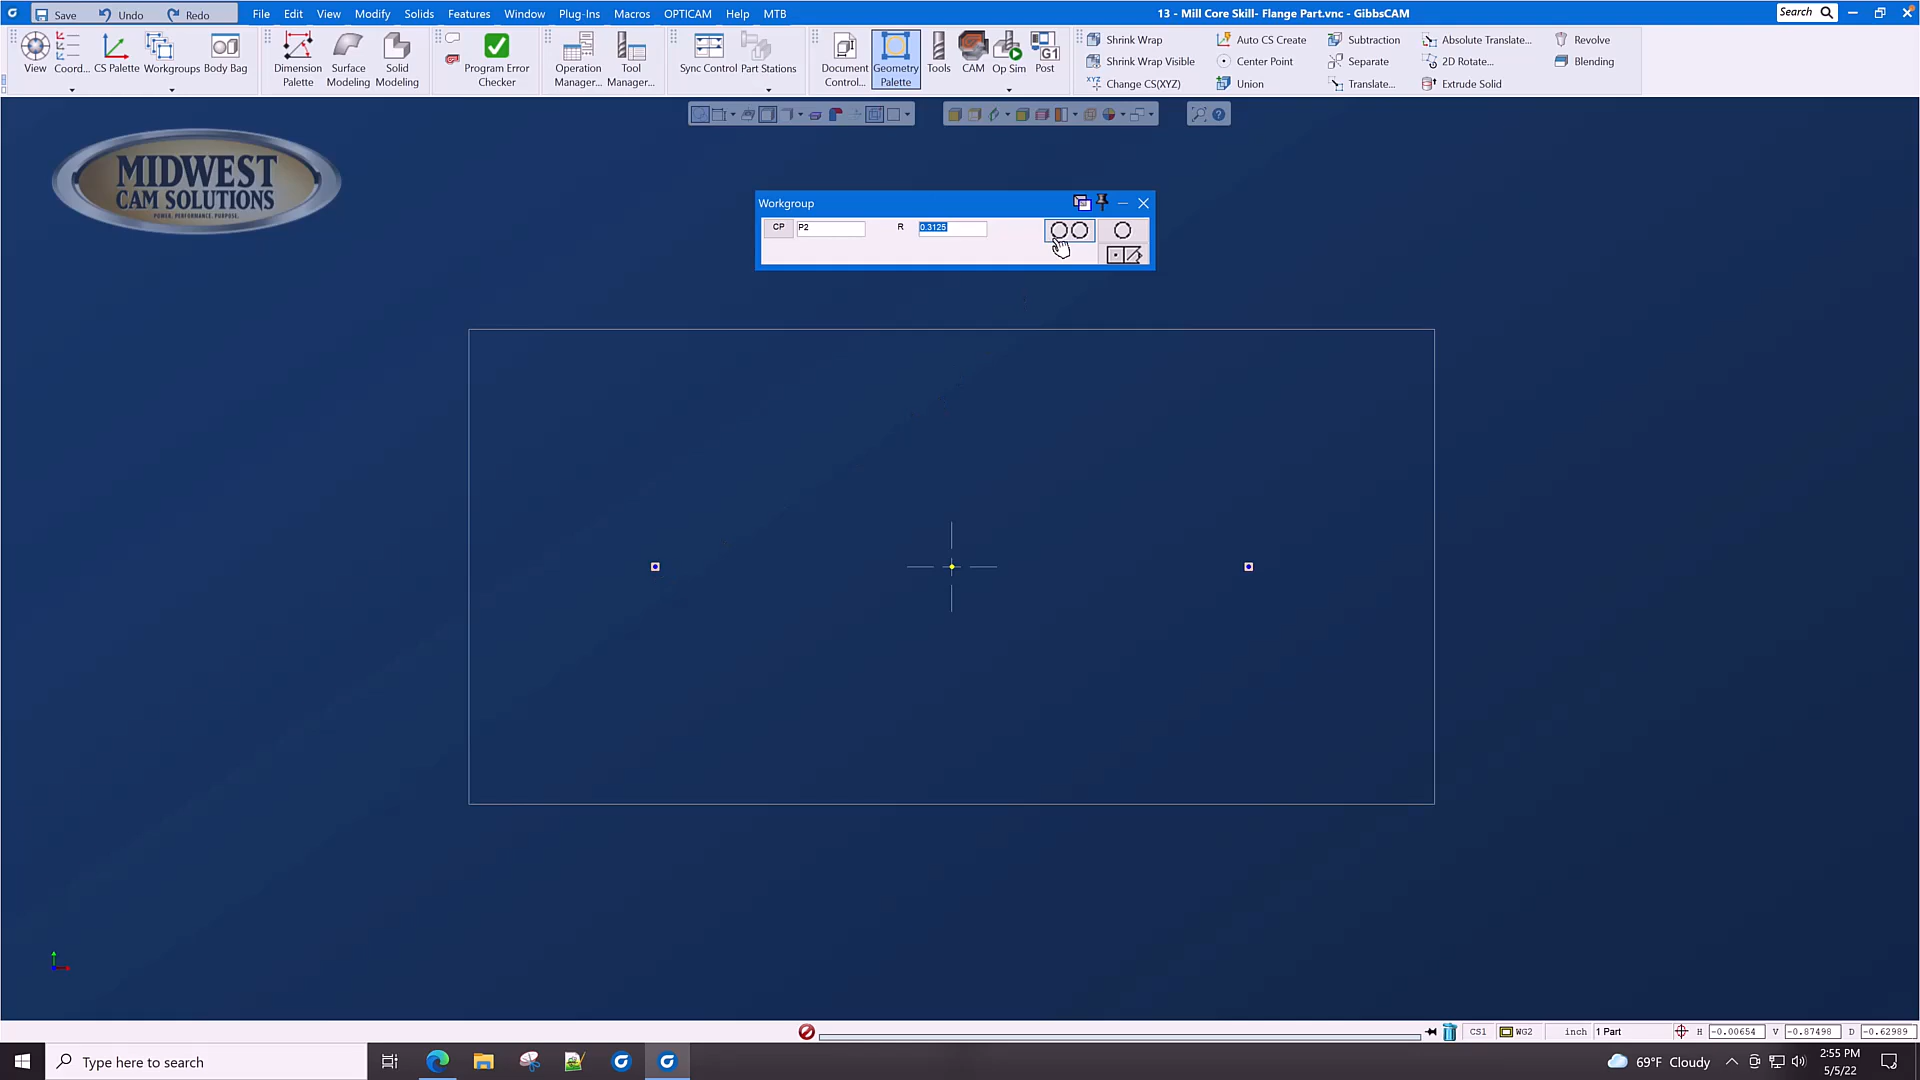 Save Undo Redo File Edit View Modify Solids Features Window Plug-Ins Macros OPTICAM Help MTB 13 - Mill Core Skill- Flange Part.vnc - GibbsCAM Search
View Coord... CS Palette Workgroups Body Bag
Dimension Palette
Surface Modeling
Solid Modeling
Program Error Checker
Operation Manager...
Tool Manager...
Sync Control Part Stations
Document Control...
Geometry Palette
Tools CAM Op Sim Post
G1
Shrink Wrap Auto CS Create Subtraction Absolute Translate... Revolve
Shrink Wrap Visible Center Point Separate 2D Rotate... Blending
XYZ Change CS(XYZ) Union Translate... Extrude Solid
MIDWEST
CAM SOLUTIONS
POWER. PERFORMANCE. PURPOSE.
Workgroup
CP P2 R 0.3125
CS1 WG2 inch 1 Part H -0.00654 V -0.87498 D -0.62989
Type here to search
69°F Cloudy
2:55 PM
5/5/22